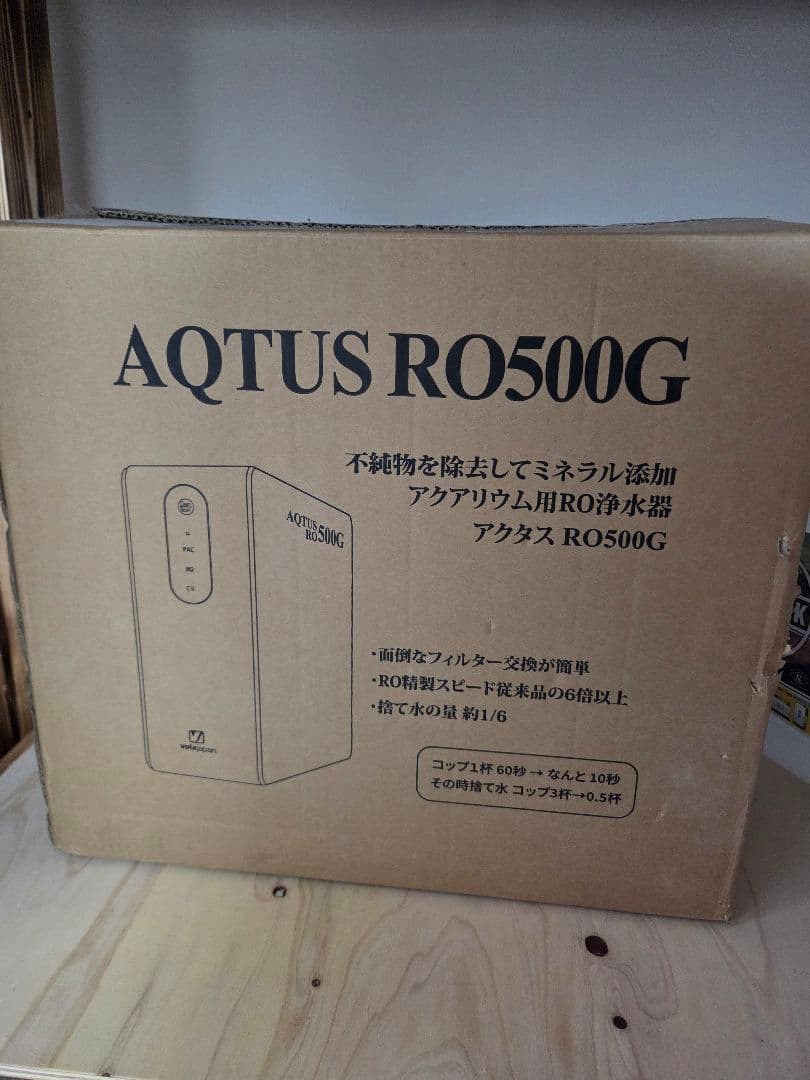 AQTUS RO500G
不純物を除去してミネラル添加
アクアリウム用RO浄水器
アクタス RO500G
AQTUS
RO500G
PAC
RO
CB
・面倒なフィルター交換が簡単
・RO精製スピード従来品の6倍以上
・捨て水の量 約1/6
velxjapan
コップ1杯 60秒 → なんと 10秒
その時捨て水 コップ3杯→0.5杯